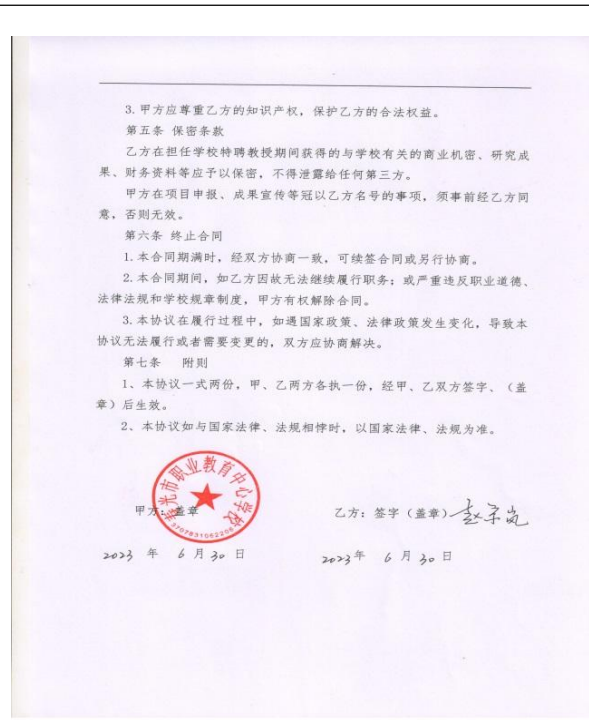 3. 甲方应尊重乙方的知识产权，保护乙方的合法权益。
第五条 保密条款
乙方在担任学校特聘教授期间获得的与学校有关的商业机密、研究成
果、财务资料等应予以保密，不得泄露给任何第三方。
甲方在项目申报、成果宣传等冠以乙方名号的事项，须事前经乙方同
意，否则无效。
第六条 终止合同
1. 本合同期满时，经双方协商一致，可续签合同或另行协商。
2. 本合同期间，如乙方因故无法继续履行职务；或严重违反职业道德、
法律法规和学校规章制度，甲方有权解除合同。
3. 本协议在履行过程中，如遇国家政策、法律政策发生变化，导致本
协议无法履行或者需要变更的，双方应协商解决。
第七条 附则
1、本协议一式两份，甲、乙两方各执一份，经甲、乙双方签字、（盖
章）后生效。
2、本协议如与国家法律、法规相悖时，以国家法律、法规为准。
光市职业教育中心学校
甲方：盖章 乙方：签字（盖章）赵
2023 年 6 月 30 日 2023 年 6 月 30 日